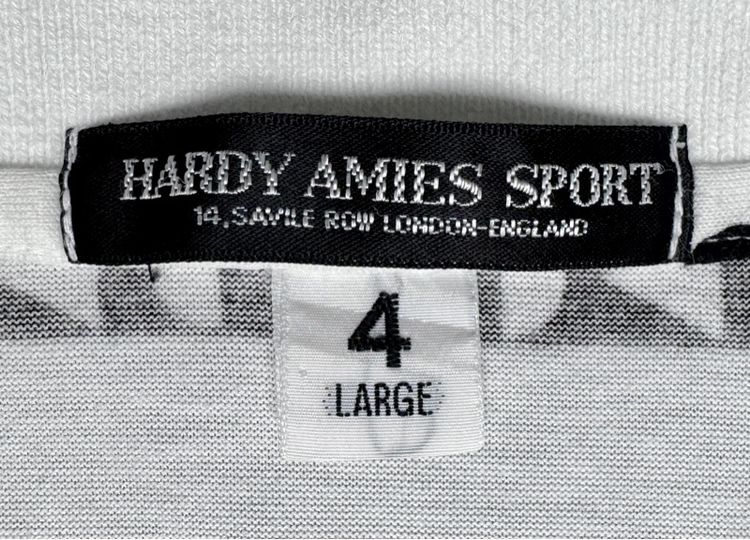 HARDY AMIES SPORT
14, SAVILE ROW LONDON-ENGLAND
4
LARGE